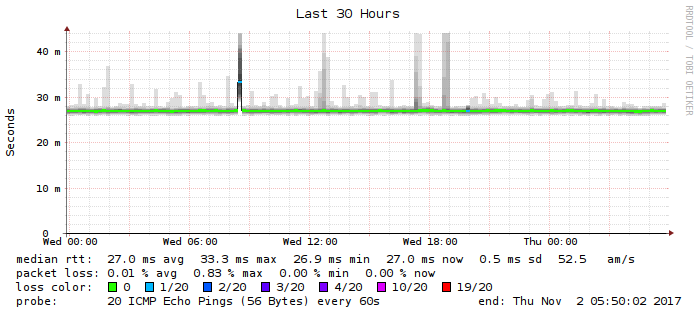 Last 30 Hours
RRDTOOL / TOBI OETIKER
Seconds
40 m
30 m
20 m
10 m
0
Wed 00:00 Wed 06:00 Wed 12:00 Wed 18:00 Thu 00:00
median rtt: 27.0 ms avg 33.3 ms max 26.9 ms min 27.0 ms now 0.5 ms sd 52.5 am/s
packet loss: 0.01 % avg 0.83 % max 0.00 % min 0.00 % now
loss color: 0 1/20 2/20 3/20 4/20 10/20 19/20
probe: 20 ICMP Echo Pings (56 Bytes) every 60s end: Thu Nov 2 05:50:02 2017